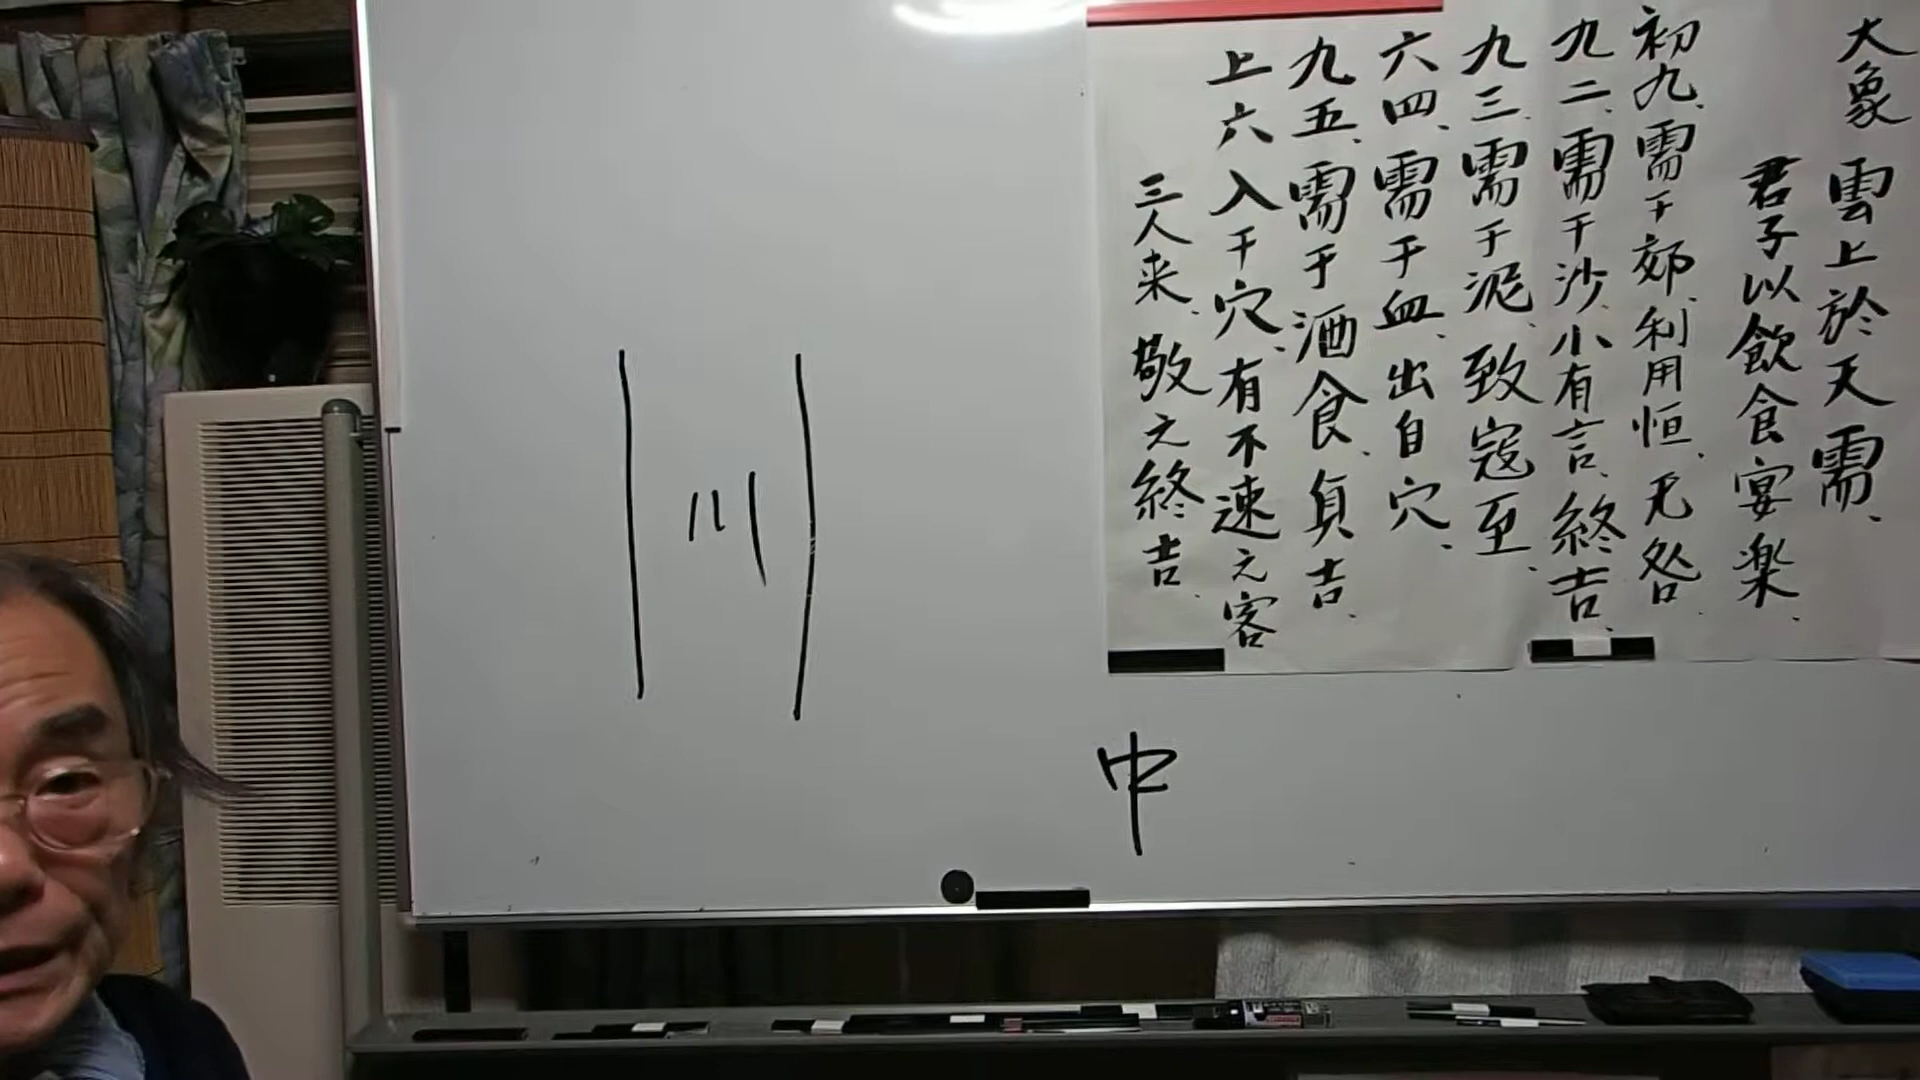 大象 雲上於天需、
君子以飲食宴楽、
初九、需于郊、利用恒、无咎、
九二、需于沙、小有言、終吉、
九三、需于泥、致寇至、
六四、需于血、出自穴、
九五、需于酒食、貞吉、
上六入于穴、有不速之客
三人来、敬之終吉、
川
中